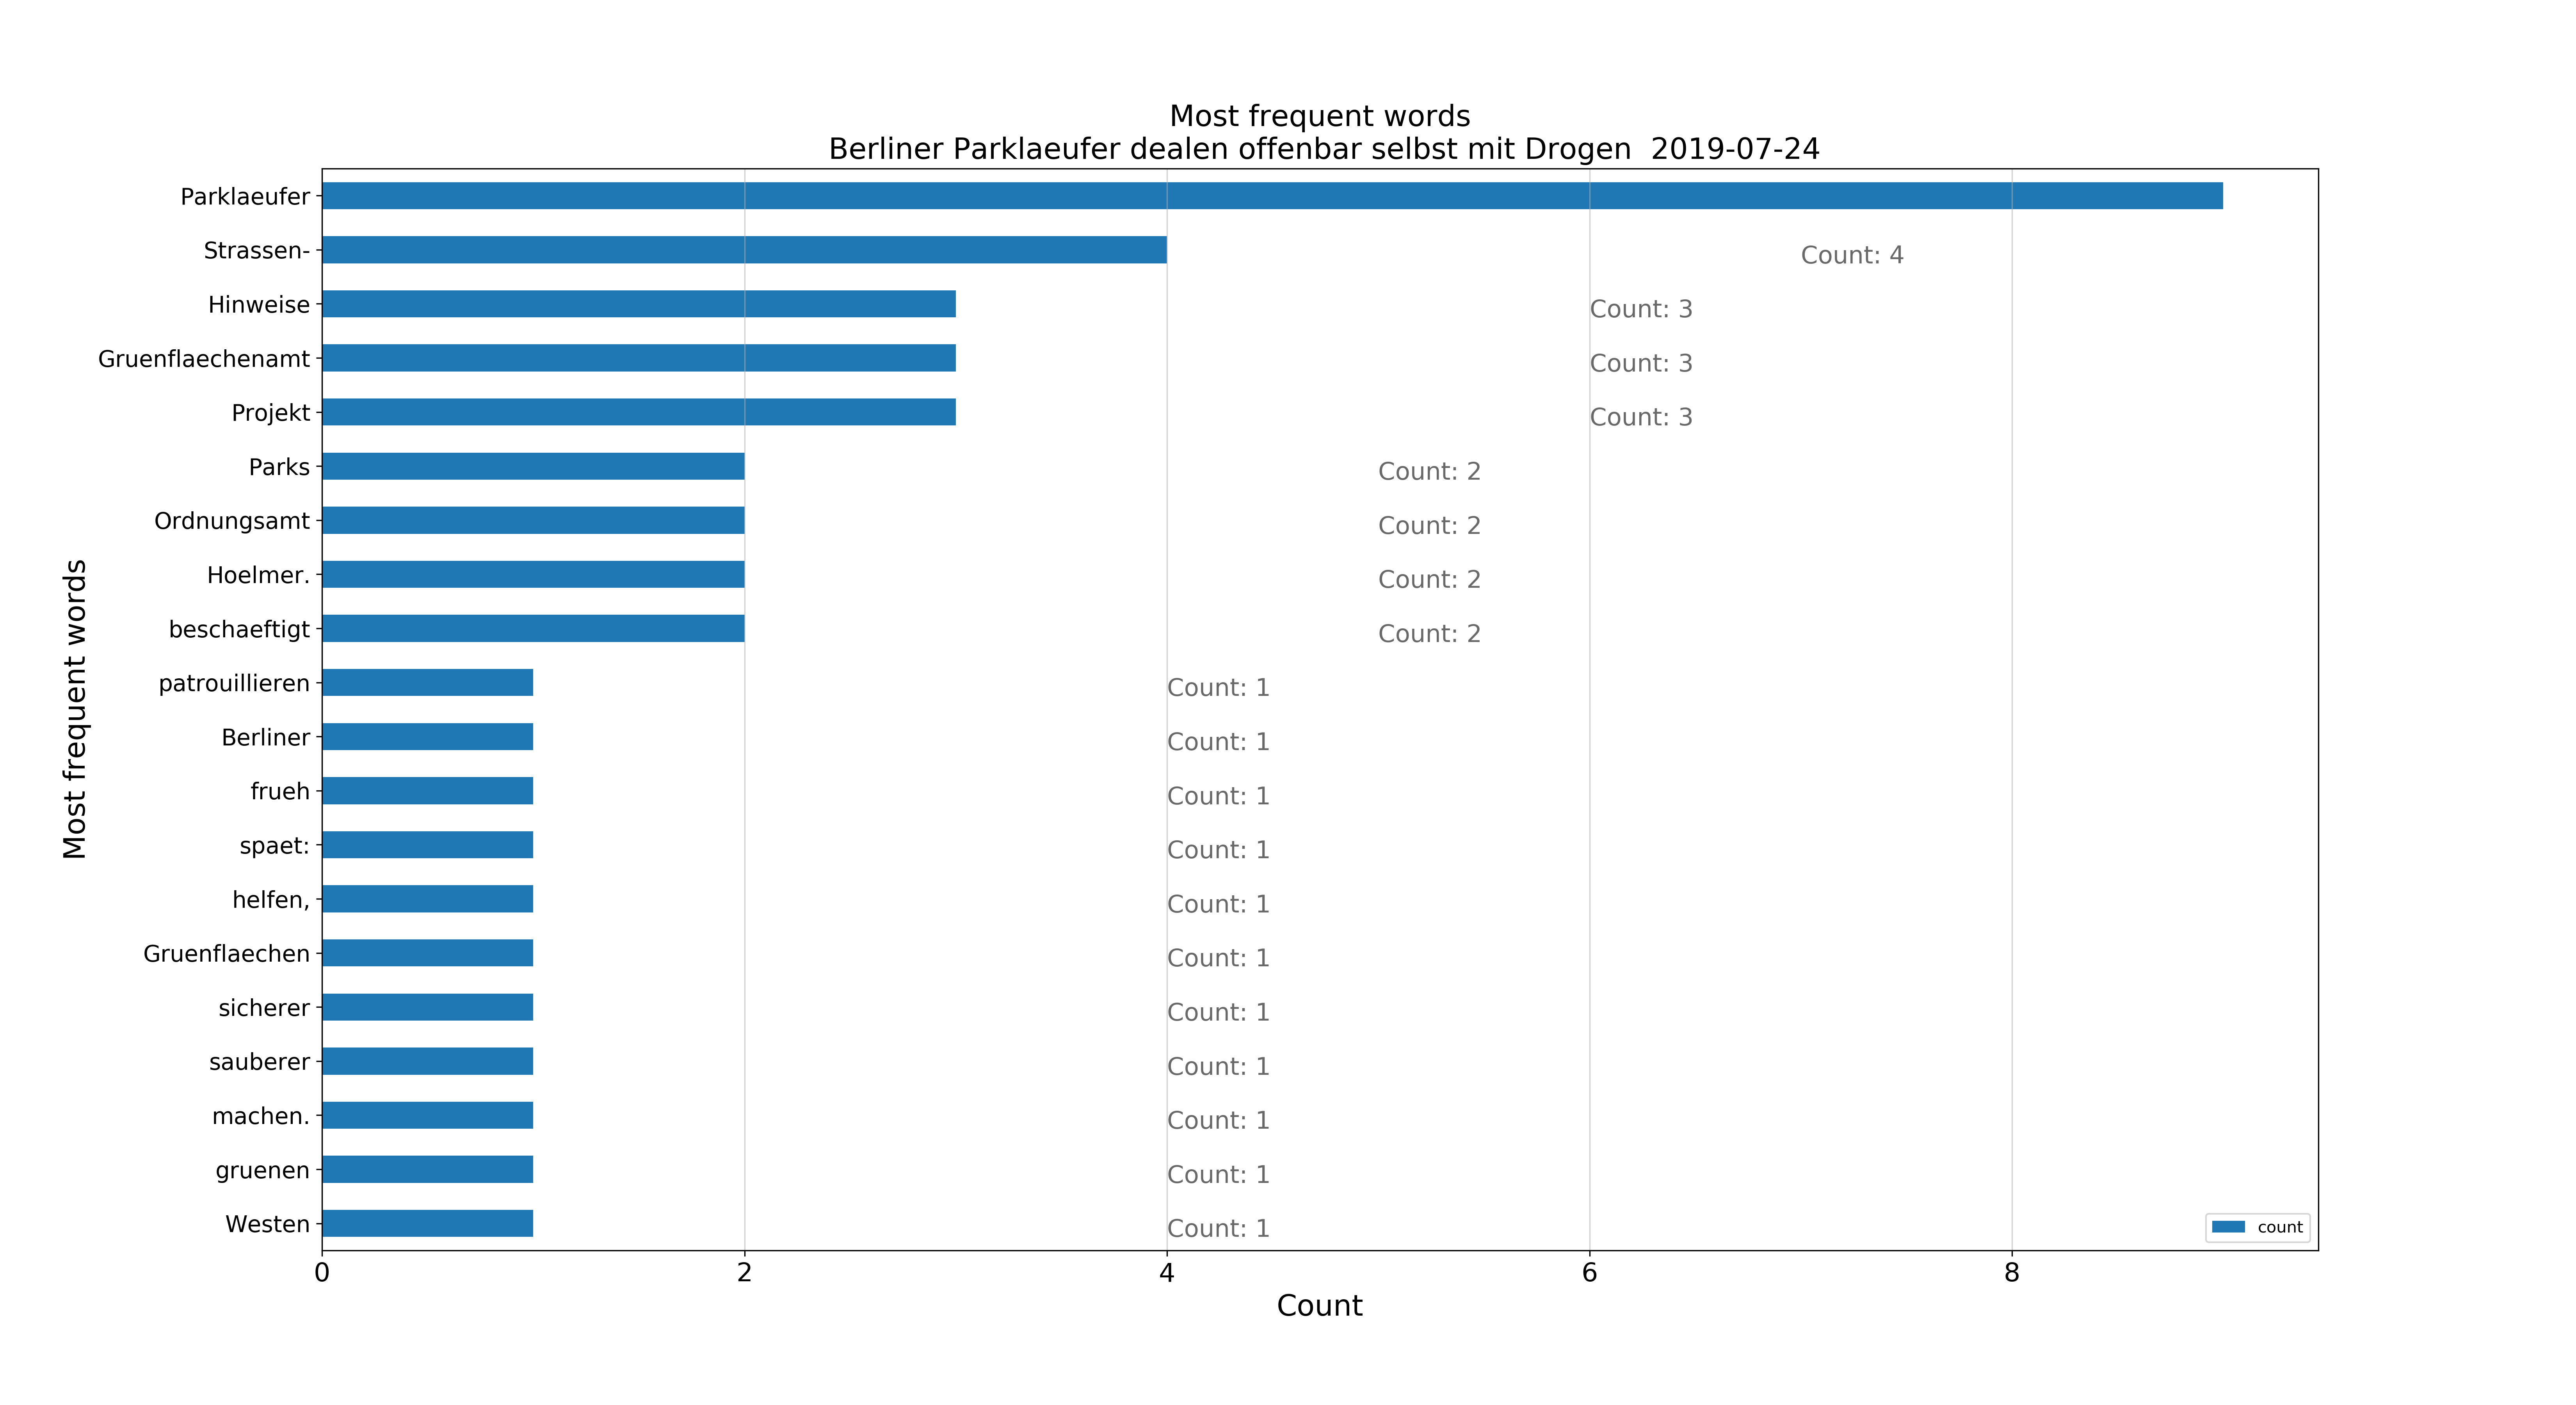 Most frequent words
Berliner Parklaeufer dealen offenbar selbst mit Drogen  2019-07-24
Most frequent words
Parklaeufer
Strassen- Count: 4
Hinweise Count: 3
Gruenflaechenamt Count: 3
Projekt Count: 3
Parks Count: 2
Ordnungsamt Count: 2
Hoelmer. Count: 2
beschaeftigt Count: 2
patrouillieren Count: 1
Berliner Count: 1
frueh Count: 1
spaet: Count: 1
helfen, Count: 1
Gruenflaechen Count: 1
sicherer Count: 1
sauberer Count: 1
machen. Count: 1
gruenen Count: 1
Westen Count: 1
count
0 2 4 6 8
Count